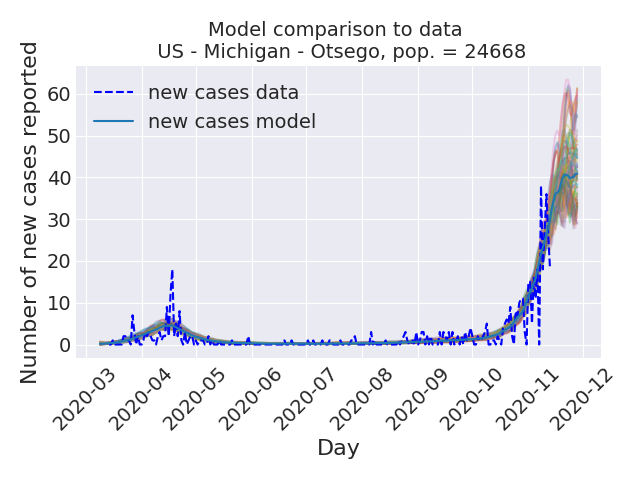 Model comparison to data
US - Michigan - Otsego, pop. = 24668
new cases data
new cases model
Number of new cases reported
60
50
40
30
20
10
0
2020-03
2020-04
2020-05
2020-06
2020-07
2020-08
2020-09
2020-10
2020-11
2020-12
Day